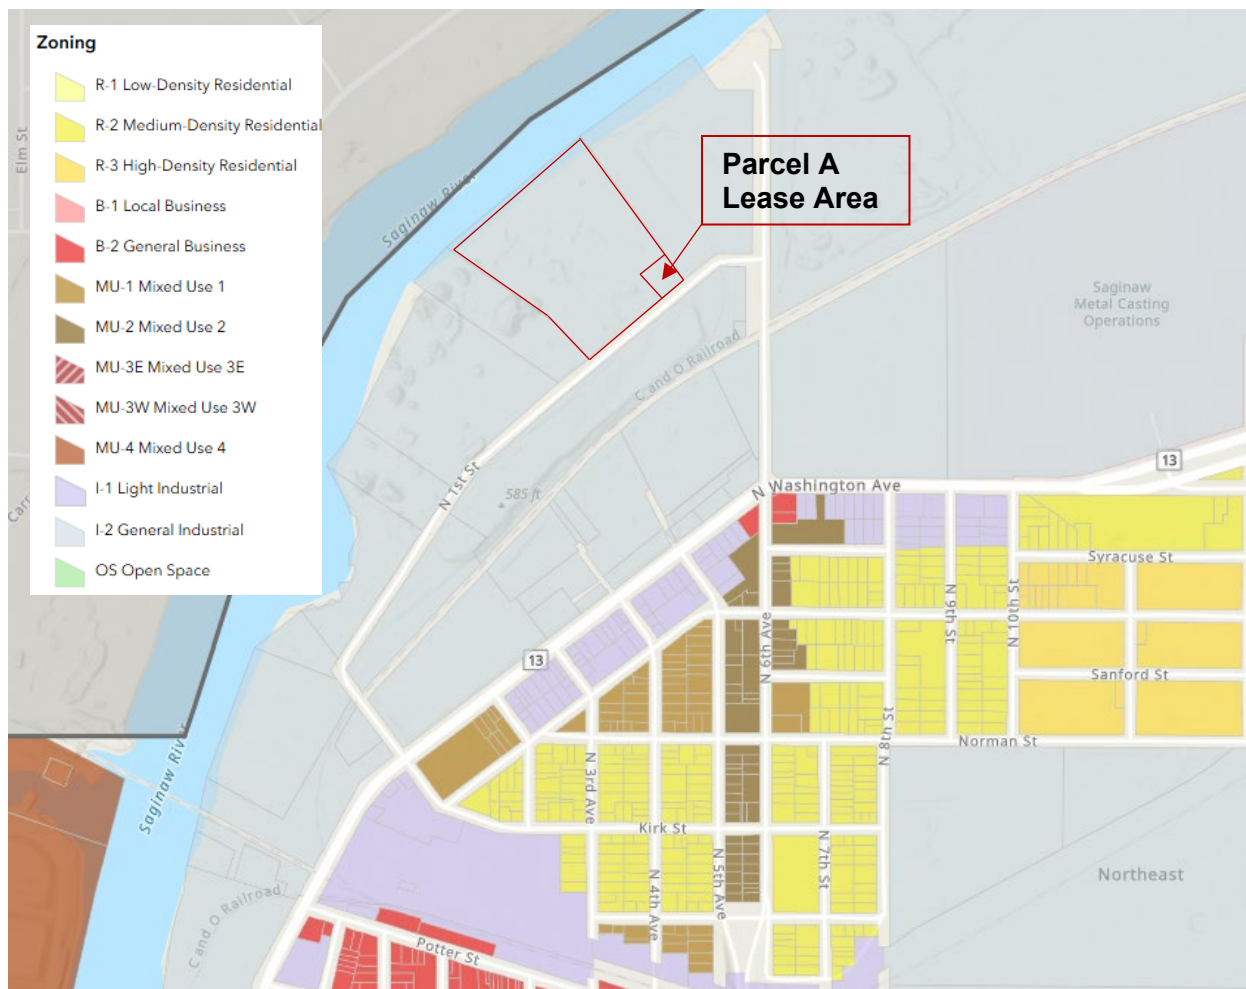 Zoning
R-1 Low-Density Residential
R-2 Medium-Density Residential
R-3 High-Density Residential
B-1 Local Business
B-2 General Business
MU-1 Mixed Use 1
MU-2 Mixed Use 2
MU-3E Mixed Use 3E
MU-3W Mixed Use 3W
MU-4 Mixed Use 4
I-1 Light Industrial
I-2 General Industrial
OS Open Space
Elm St
Saginaw River
Parcel A
Lease Area
Saginaw
Metal Casting
Operations
C and O Railroad
N 1st St
585 ft
13
N Washington Ave
Syracuse St
N 9th St
N 10th St
N 6th Ave
13
Sanford St
N 8th St
Norman St
Saginaw River
N 3rd Ave
Kirk St
N 7th St
N 5th Ave
N 4th Ave
Northeast
C and O Railroad
Potter St